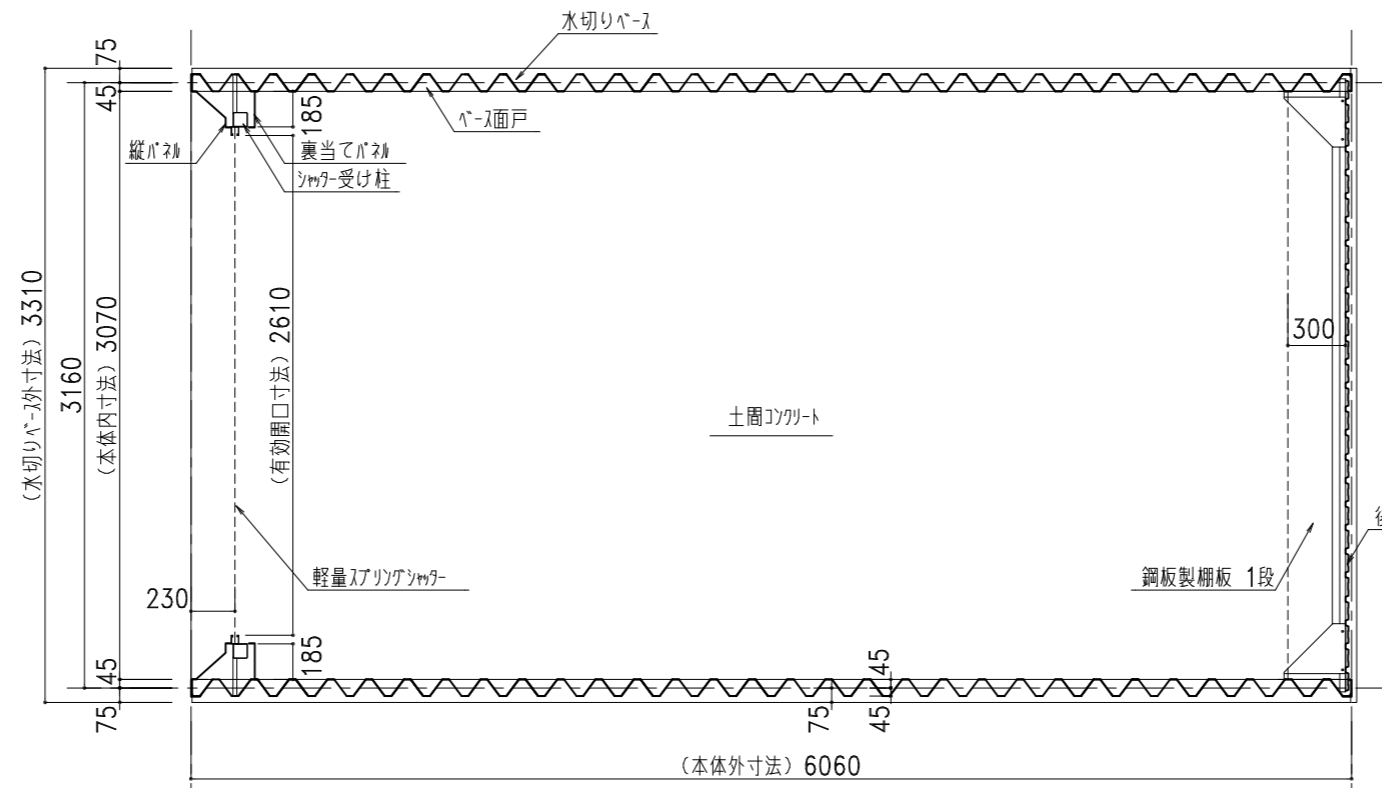 水切りベース
75
45
185
ベース面戸
縦パネル
裏当てパネル
シャッター受け柱
(水切りベース外寸法) 3310
3160
(本体内寸法) 3070
(有効開口寸法) 2610
300
土間コンクリート
軽量スプリングシャッター
鋼板製棚板 1段
230
185
45
75
45
75
45
(本体外寸法) 6060